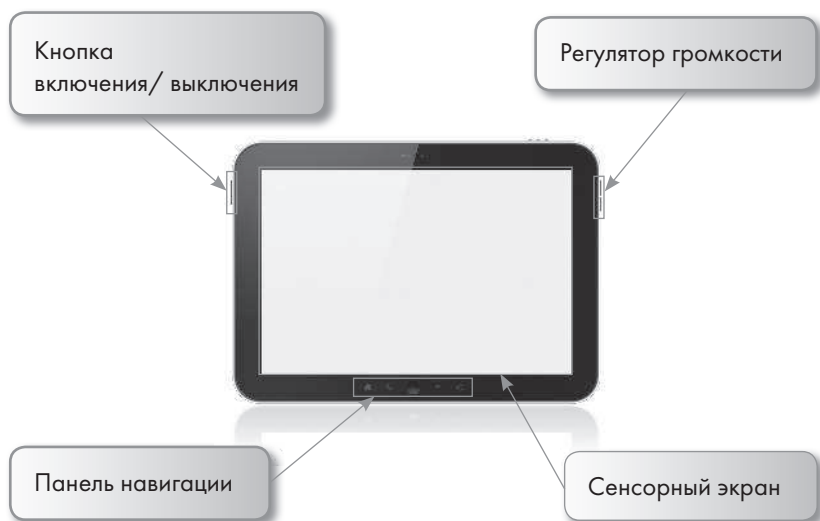 Кнопка
включения/ выключения
Регулятор громкости
Панель навигации
Сенсорный экран